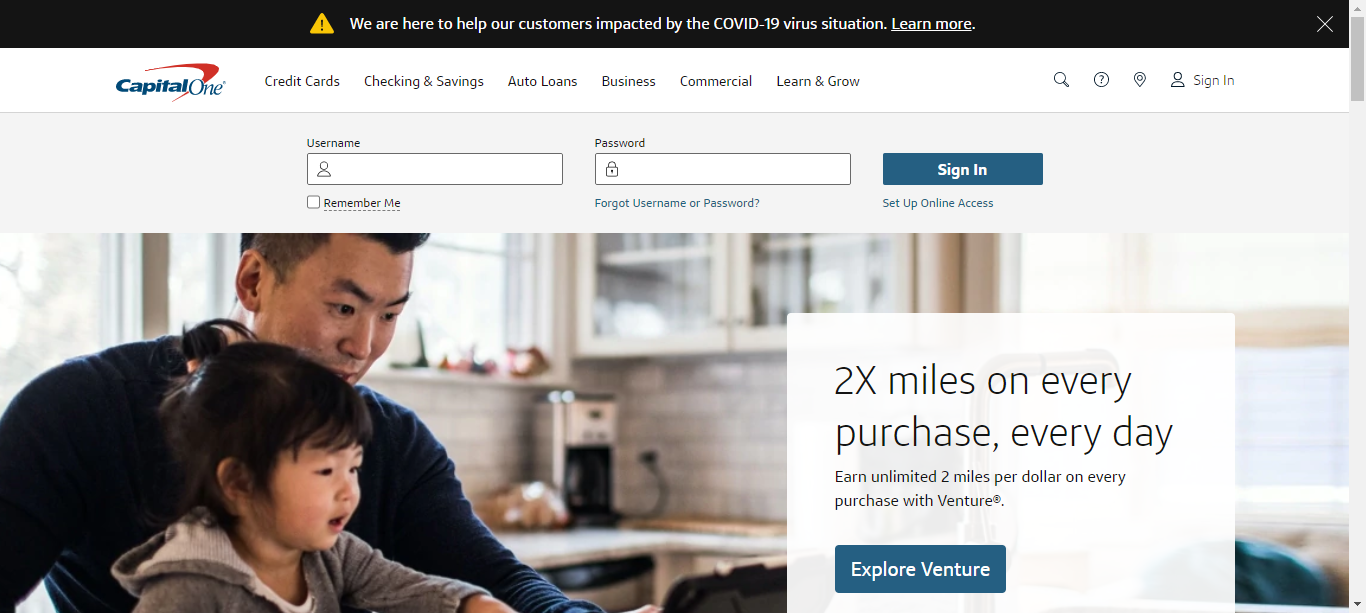 We are here to help our customers impacted by the COVID-19 virus situation. Learn more.
Capital One®
Credit Cards
Checking & Savings
Auto Loans
Business
Commercial
Learn & Grow
Sign In
Username
Password
Sign In
Remember Me
Forgot Username or Password?
Set Up Online Access
2X miles on every
purchase, every day
Earn unlimited 2 miles per dollar on every
purchase with Venture®.
Explore Venture